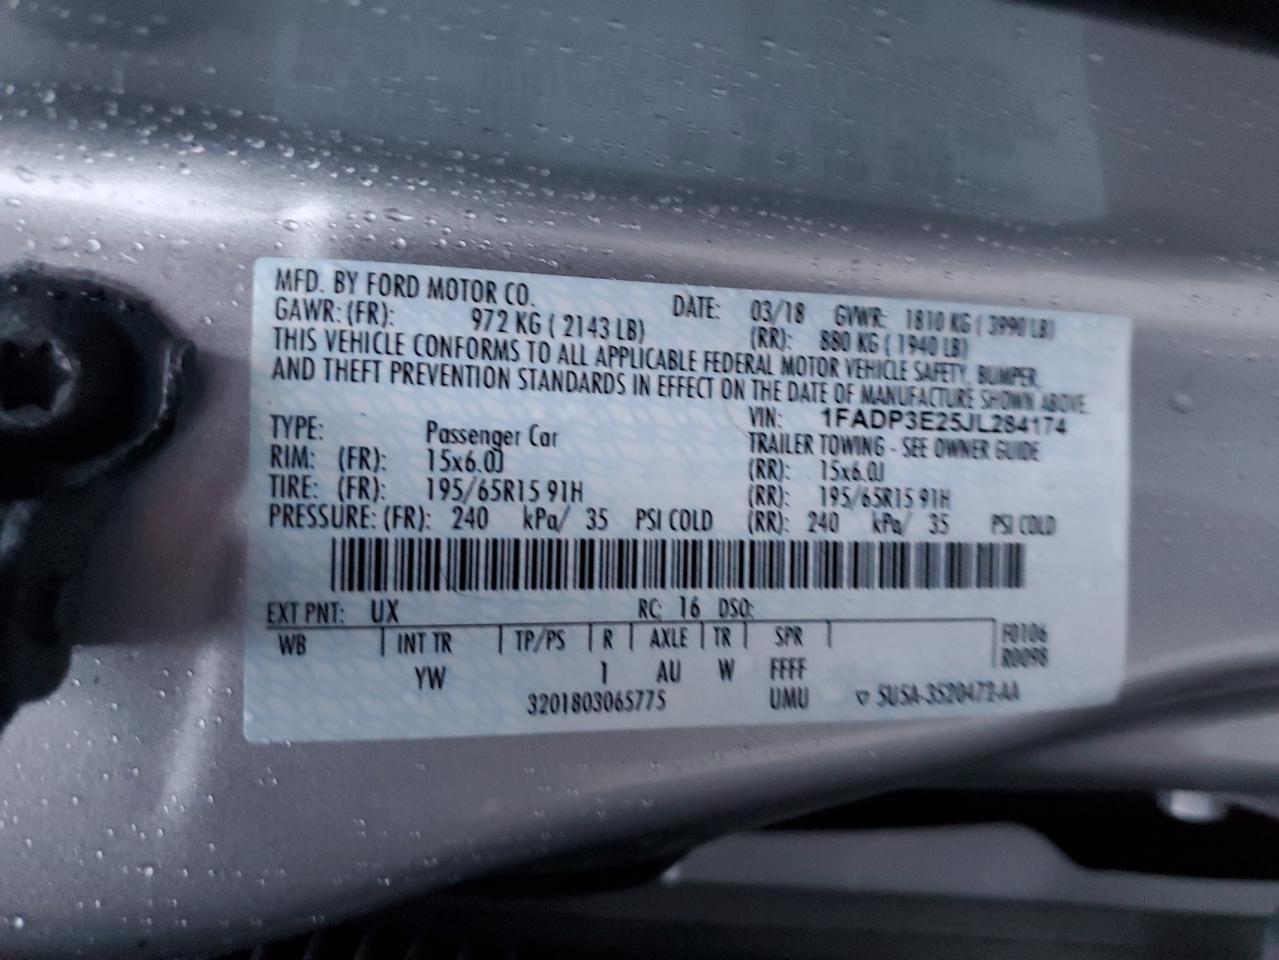 MFD. BY FORD MOTOR CO. DATE: 03/18 GVWR: 1810 KG ( 3990 LB)
GAWR: (FR): 972 KG ( 2143 LB) (RR): 880 KG ( 1940 LB)
THIS VEHICLE CONFORMS TO ALL APPLICABLE FEDERAL MOTOR VEHICLE SAFETY, BUMPER,
AND THEFT PREVENTION STANDARDS IN EFFECT ON THE DATE OF MANUFACTURE SHOWN ABOVE.
VIN: 1FADP3E25JL284174
TYPE: Passenger Car TRAILER TOWING - SEE OWNER GUIDE
RIM: (FR): 15x6.0J (RR): 15x6.0J
TIRE: (FR): 195/65R15 91H (RR): 195/65R15 91H
PRESSURE: (FR): 240 kPa/ 35 PSI COLD (RR): 240 kPa/ 35 PSI COLD
EXT PNT: UX RC: 16 DSO:
WB INT TR TP/PS R AXLE TR SPR F0106
YW 1 AU W FFFF R0098
3201803065775 UMU ▽ 5U5A-3520472-AA